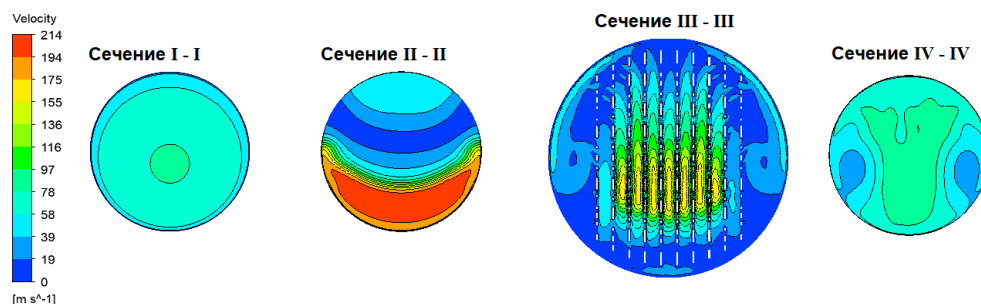 Velocity
214
194
175
155
136
116
97
78
58
39
19
0
[m s^-1]
Сечение I - I
Сечение II - II
Сечение III - III
Сечение IV - IV